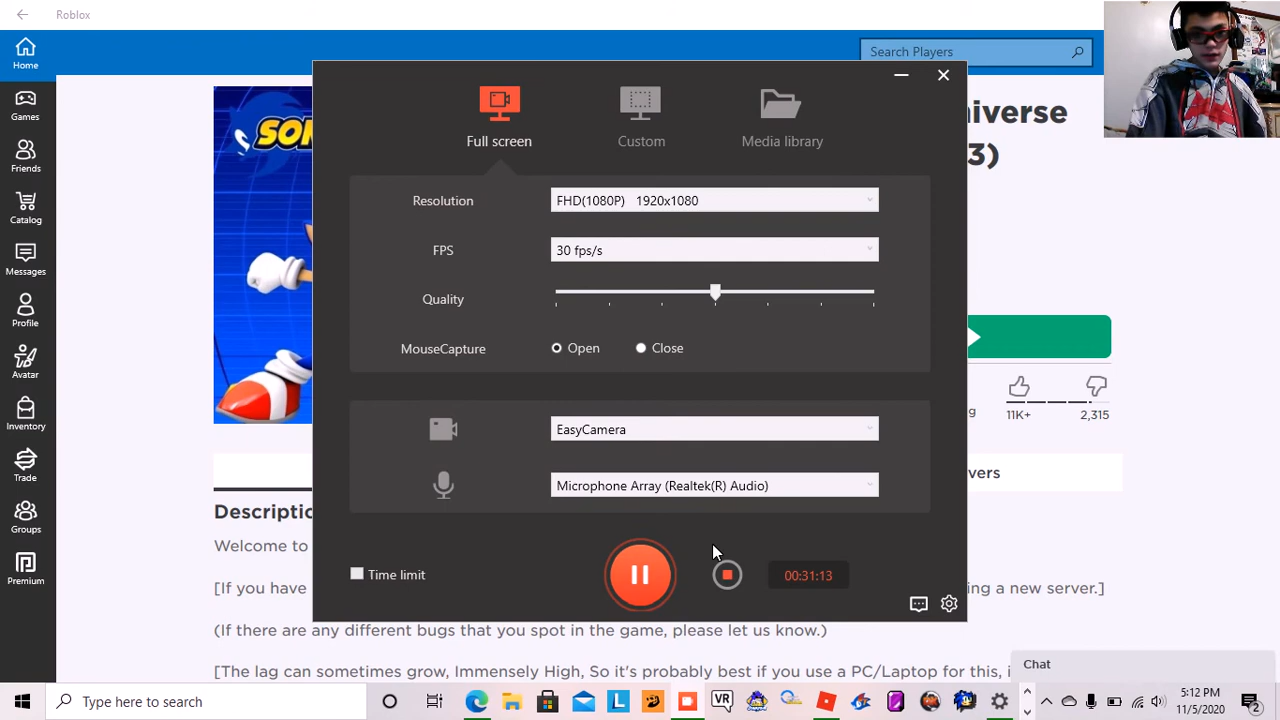 Roblox
Search Players
Home
Games
Friends
Catalog
Messages
Profile
Avatar
Inventory
Trade
Groups
Premium
SON
iverse
3)
Full screen
Custom
Media library
Resolution
FHD(1080P) 1920x1080
FPS
30 fps/s
Quality
MouseCapture
Open
Close
EasyCamera
Microphone Array (Realtek(R) Audio)
Time limit
00:31:13
g
11K+
2,315
vers
Descriptio
Welcome to
[If you have
ing a new server.]
(If there are any different bugs that you spot in the game, please let us know.)
[The lag can sometimes grow, Immensely High, So it's probably best if you use a PC/Laptop for this, i
Chat
Type here to search
L
VR
5:12 PM
11/5/2020
2